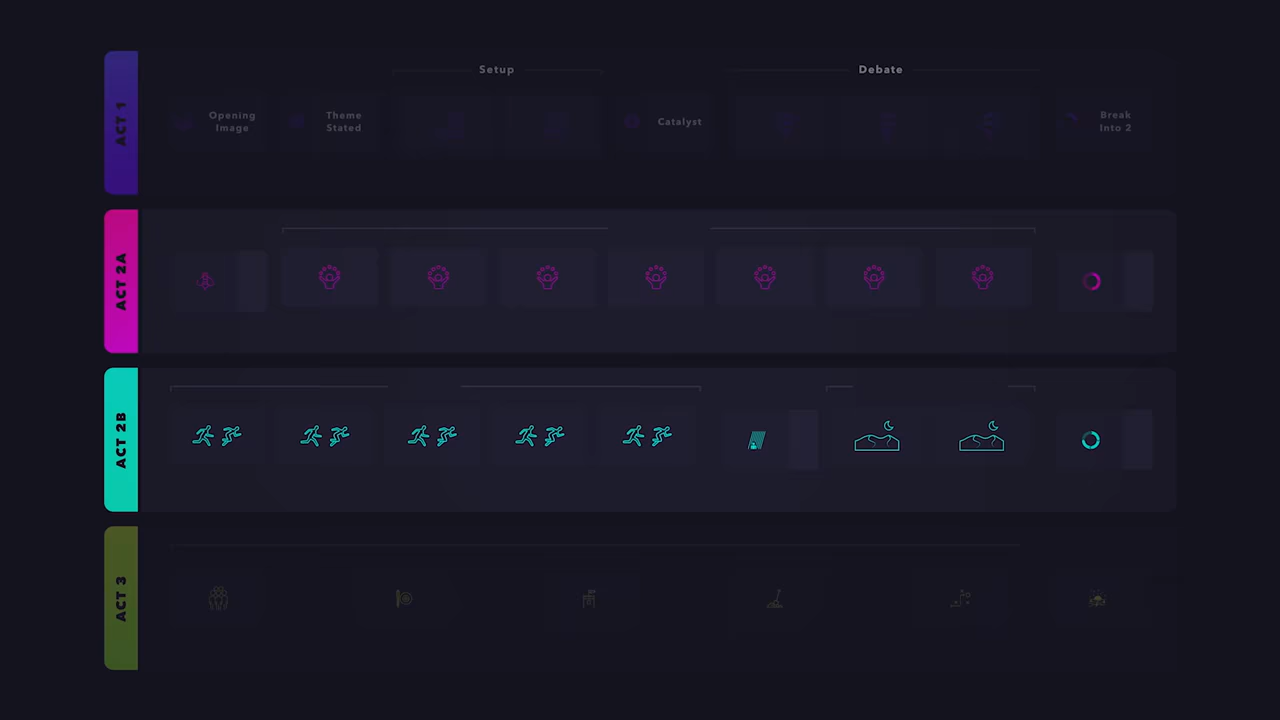 ACT 1
Setup
Debate
Opening
Image
Theme
Stated
Catalyst
Break
Into 2
ACT 2A
ACT 2B
ACT 3